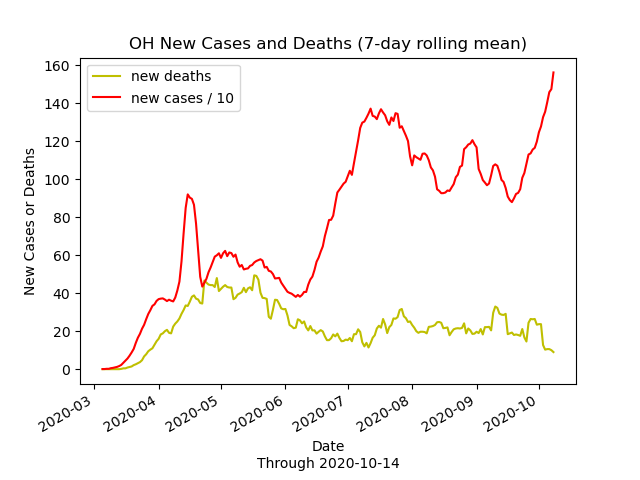 OH New Cases and Deaths (7-day rolling mean)
new deaths
new cases / 10
New Cases or Deaths
160
140
120
100
80
60
40
20
0
2020-03
2020-04
2020-05
2020-06
2020-07
2020-08
2020-09
2020-10
Date
Through 2020-10-14